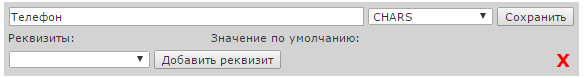 Телефон CHARS Сохранить
Реквизиты: Значение по умолчанию:
Добавить реквизит X